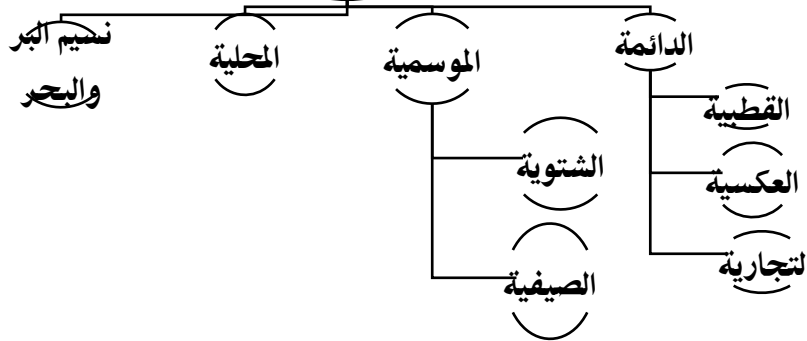 الدائمة
القطبية
العكسية
لتجارية
الموسمية
الشتوية
الصيفية
المحلية
نسيم البر
والبحر